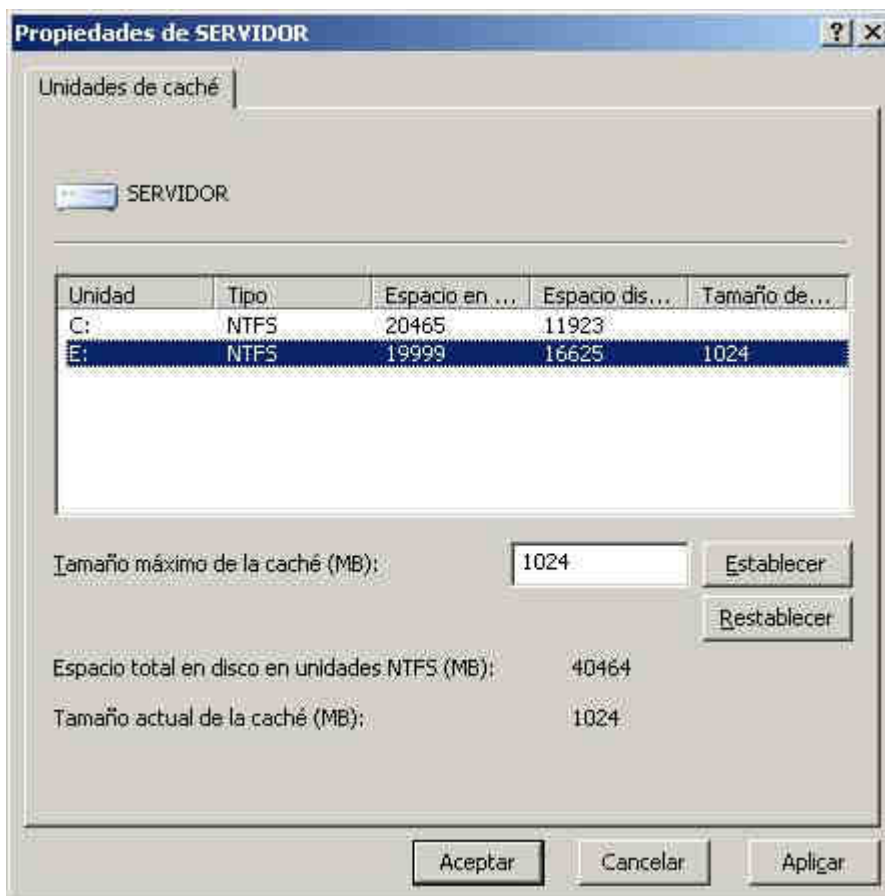 Propiedades de SERVIDOR
Unidades de caché
SERVIDOR
Unidad Tipo Espacio en ... Espacio dis... Tamaño de...
C: NTFS 20465 11923
E: NTFS 19999 16625 1024
Tamaño máximo de la caché (MB): 1024 Establecer
Restablecer
Espacio total en disco en unidades NTFS (MB): 40464
Tamaño actual de la caché (MB): 1024
Aceptar Cancelar Aplicar